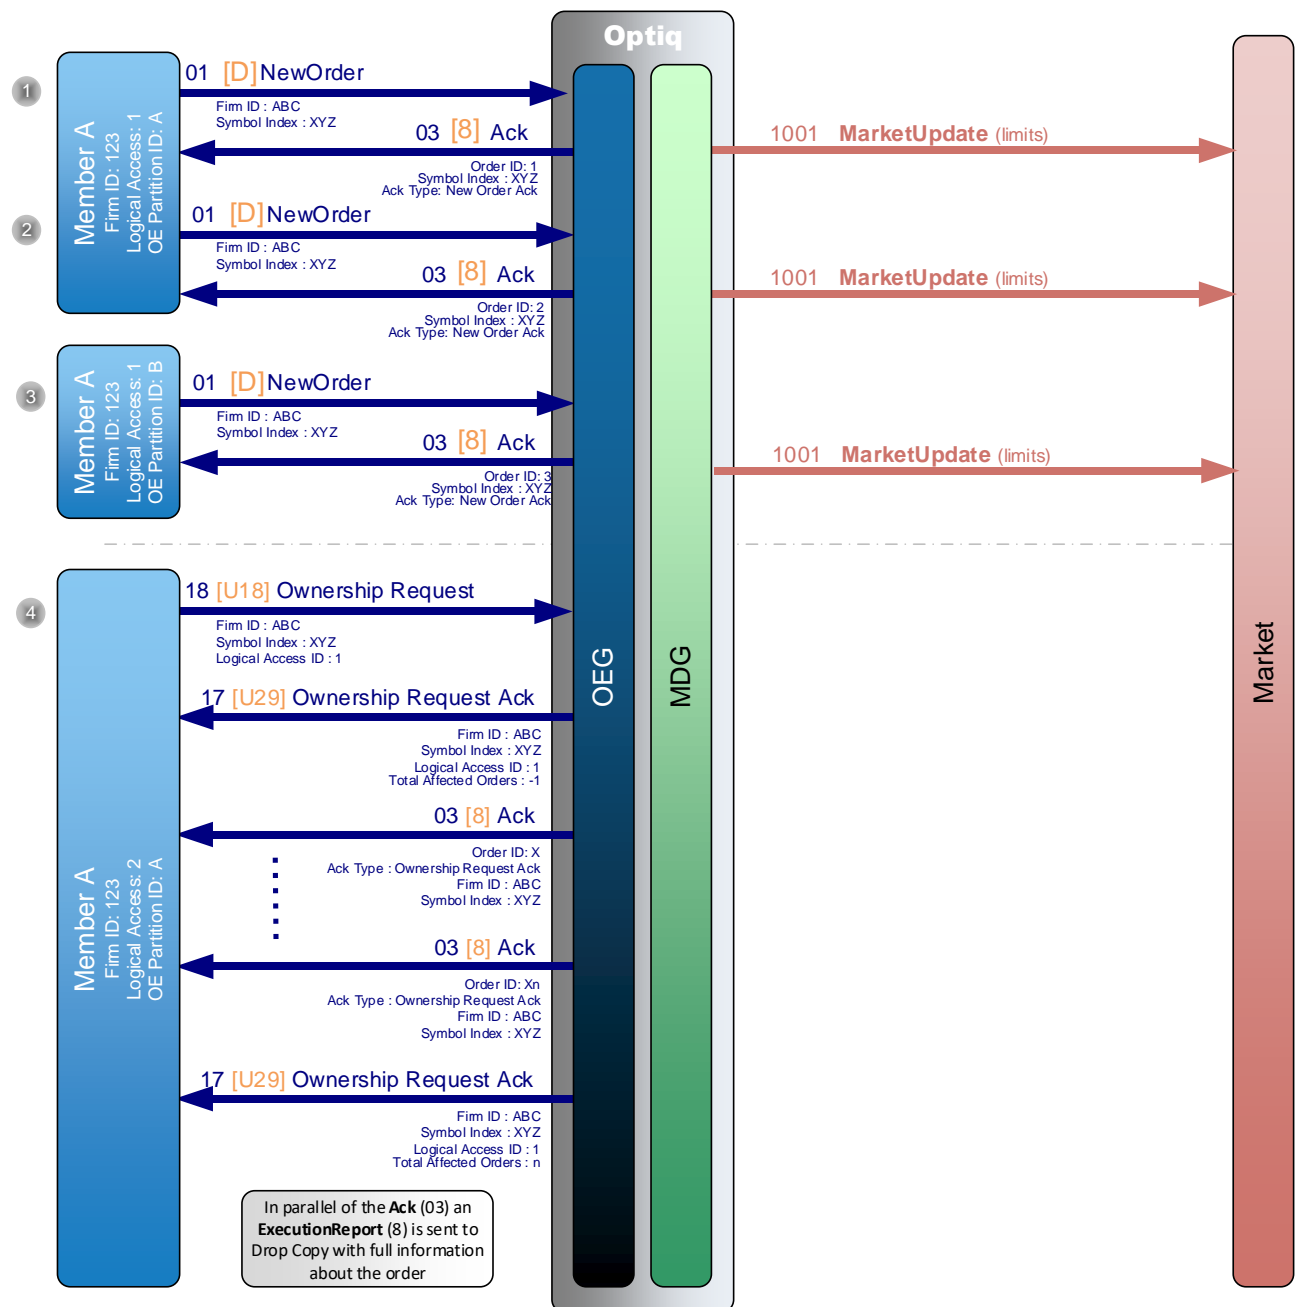 Optiq
1
Member A
Firm ID: 123
Logical Access: 1
OE Partition ID: A
01 [D] NewOrder
Firm ID : ABC
Symbol Index : XYZ
03 [8] Ack
Order ID: 1
Symbol Index : XYZ
Ack Type: New Order Ack
1001 MarketUpdate (limits)
2
01 [D] NewOrder
Firm ID : ABC
Symbol Index : XYZ
03 [8] Ack
Order ID: 2
Symbol Index : XYZ
Ack Type: New Order Ack
1001 MarketUpdate (limits)
3
Member A
Firm ID: 123
Logical Access: 1
OE Partition ID: B
01 [D] NewOrder
Firm ID : ABC
Symbol Index : XYZ
03 [8] Ack
Order ID: 3
Symbol Index : XYZ
Ack Type: New Order Ack
1001 MarketUpdate (limits)
4
Member A
Firm ID: 123
Logical Access: 2
OE Partition ID: A
18 [U18] Ownership Request
Firm ID : ABC
Symbol Index : XYZ
Logical Access ID : 1
17 [U29] Ownership Request Ack
Firm ID : ABC
Symbol Index : XYZ
Logical Access ID : 1
Total Affected Orders : -1
03 [8] Ack
Order ID: X
Ack Type : Ownership Request Ack
Firm ID : ABC
Symbol Index : XYZ
03 [8] Ack
Order ID: Xn
Ack Type : Ownership Request Ack
Firm ID : ABC
Symbol Index : XYZ
17 [U29] Ownership Request Ack
Firm ID : ABC
Symbol Index : XYZ
Logical Access ID : 1
Total Affected Orders : n
In parallel of the Ack (03) an
ExecutionReport (8) is sent to
Drop Copy with full information
about the order
OEG
MDG
Market